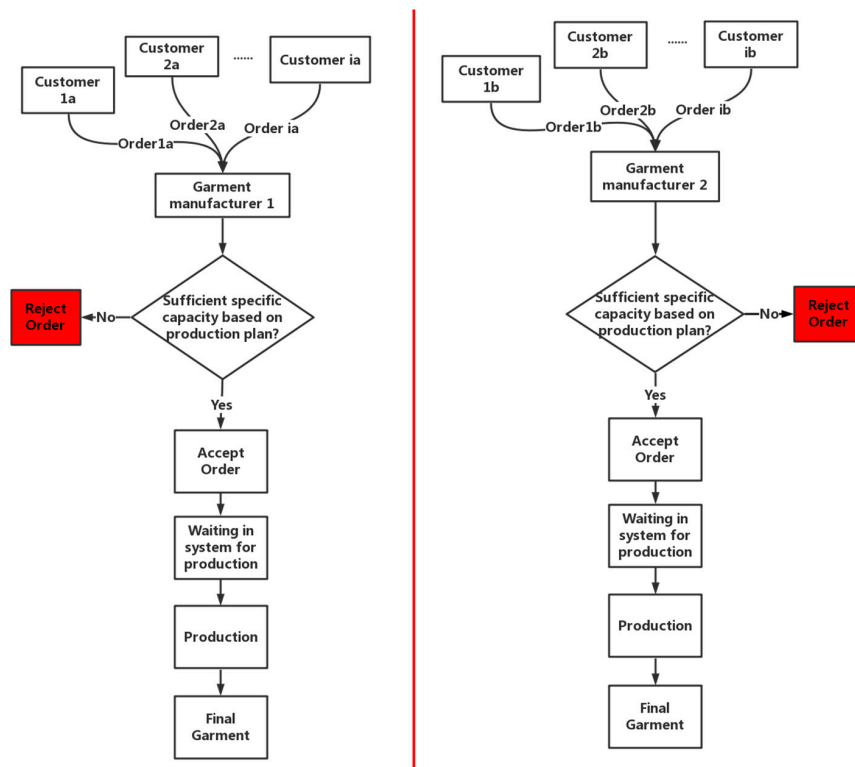 Customer
1a
Customer
2a
......
Customer ia
Order1a
Order2a
Order ia
Garment
manufacturer 1
Sufficient specific
capacity based on
production plan?
No
Reject
Order
Yes
Accept
Order
Waiting in
system for
production
Production
Final
Garment
Customer
1b
Customer
2b
......
Customer
ib
Order1b
Order2b
Order ib
Garment
manufacturer 2
Sufficient specific
capacity based on
production plan?
No
Reject
Order
Yes
Accept
Order
Waiting in
system for
production
Production
Final
Garment